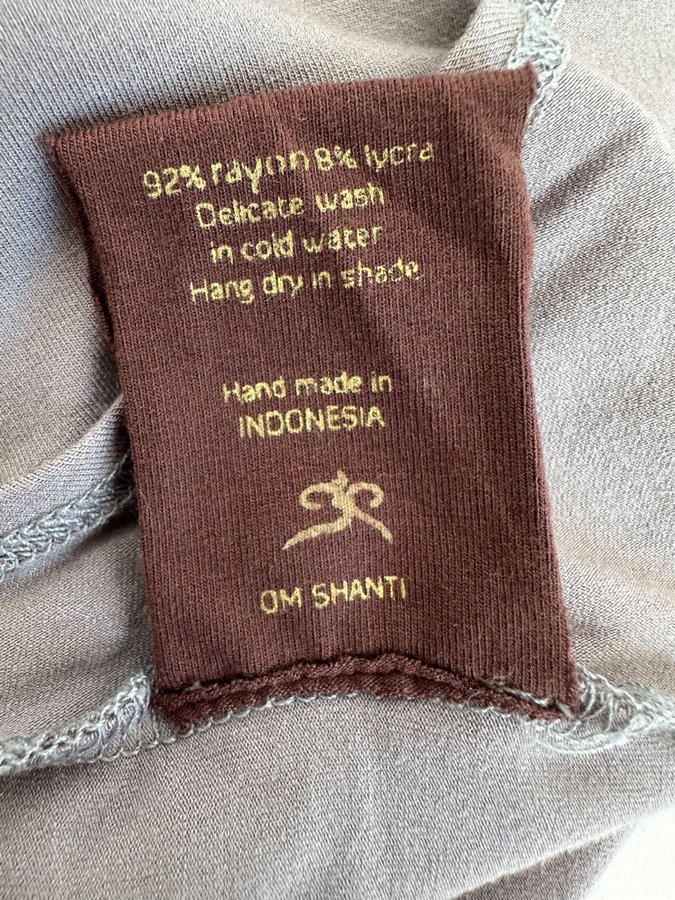 92% rayon 8% lycra
Delicate wash
in cold water
Hang dry in shade
Hand made in
INDONESIA
OM SHANTI